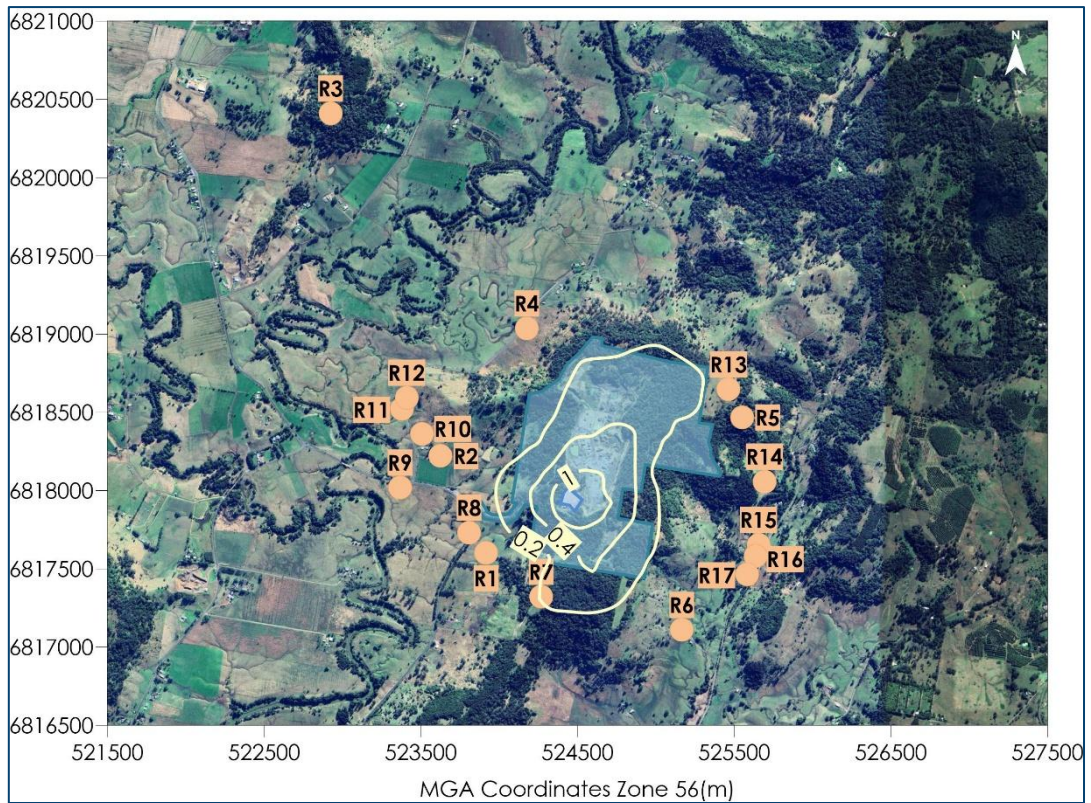 6821000
N
R3
6820500
6820000
6819500
R4
6819000
R13
R12
6818500
R11
R5
R10
R2
R14
R9
1
6818000
R8
R15
0.2
0.4
R16
6817500
R1
R7
R17
R6
6817000
6816500
521500
522500
523500
524500
525500
526500
527500
MGA Coordinates Zone 56(m)